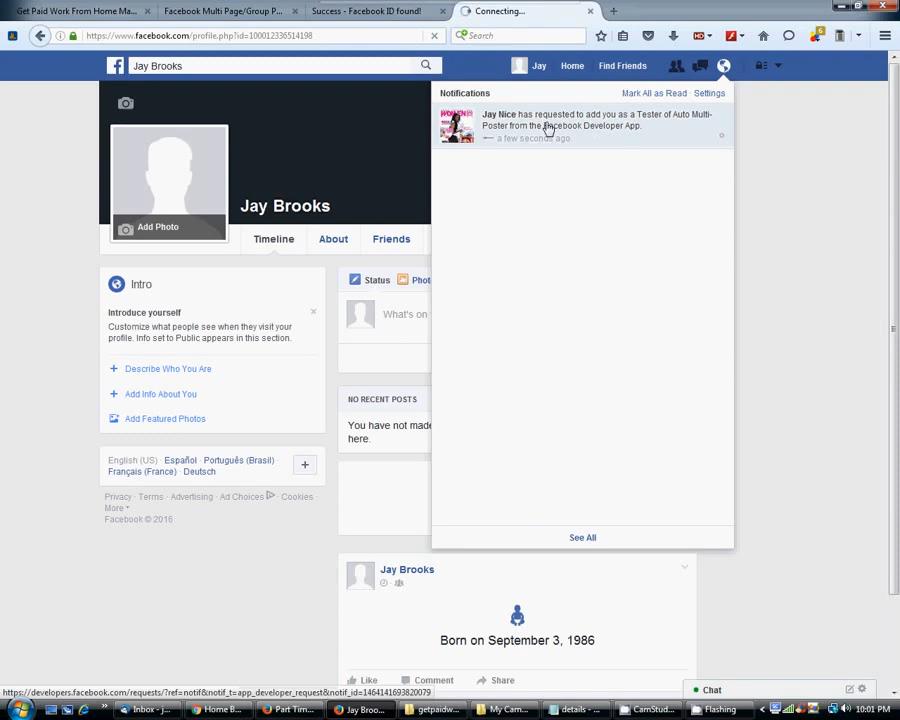 Get Paid Work From Home Ma...
Facebook Multi Page/Group P...
Success - Facebook ID found!
Connecting...
https://www.facebook.com/profile.php?id=100012336514198
Search
Jay Brooks
Jay
Home
Find Friends
Notifications
Mark All as Read · Settings
Jay Nice has requested to add you as a Tester of Auto Multi-
Poster from the Facebook Developer App.
a few seconds ago
Jay Brooks
Add Photo
Timeline
About
Friends
Intro
Introduce yourself
Customize what people see when they visit your
profile. Info set to Public appears in this section.
Describe Who You Are
Add Info About You
Add Featured Photos
English (US) · Español · Português (Brasil) ·
Français (France) · Deutsch
Privacy · Terms · Advertising · Ad Choices · Cookies ·
More
Facebook © 2016
Status
Phot
What's on
NO RECENT POSTS
You have not made
here.
See All
Jay Brooks
Born on September 3, 1986
Like
Comment
Share
Chat
https://developers.facebook.com/requests/?ref=notif&notif_t=app_developer_request&notif_id=1464141693820079
Inbox - j...
Home B...
Part Tim...
Jay Broo...
getpaidw...
My Cam...
details - ...
CamStud...
Flashing
10:01 PM